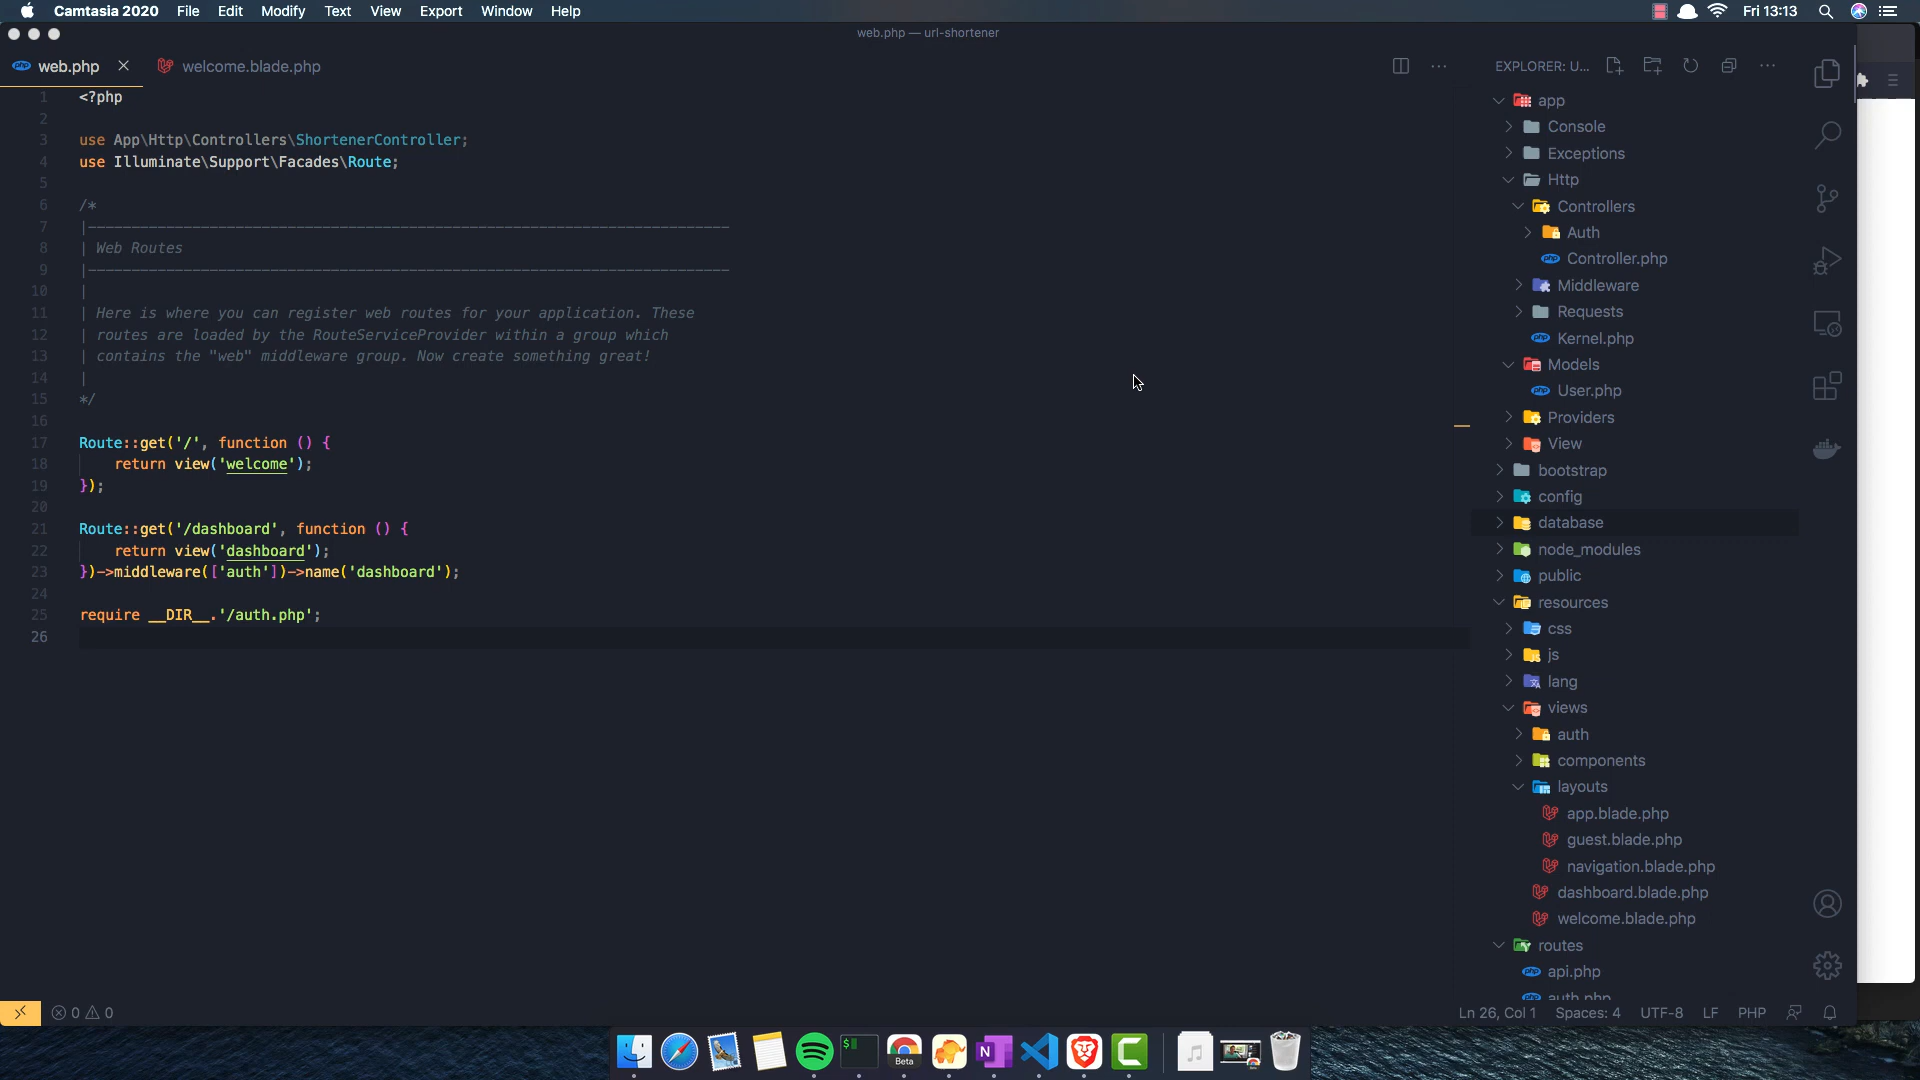 Camtasia 2020 File Edit Modify Text View Export Window Help Fri 13:13
web.php — url-shortener
web.php welcome.blade.php
EXPLORER: U...
1 <?php
2
3 use App\Http\Controllers\ShortenerController;
4 use Illuminate\Support\Facades\Route;
5
6 /*
7 |--------------------------------------------------------------------------
8 | Web Routes
9 |--------------------------------------------------------------------------
10 |
11 | Here is where you can register web routes for your application. These
12 | routes are loaded by the RouteServiceProvider within a group which
13 | contains the "web" middleware group. Now create something great!
14 |
15 */
16
17 Route::get('/', function () {
18 return view('welcome');
19 });
20
21 Route::get('/dashboard', function () {
22 return view('dashboard');
23 })->middleware(['auth'])->name('dashboard');
24
25 require __DIR__.'/auth.php';
26
app
Console
Exceptions
Http
Controllers
Auth
Controller.php
Middleware
Requests
Kernel.php
Models
User.php
Providers
View
bootstrap
config
database
node_modules
public
resources
css
js
lang
views
auth
components
layouts
app.blade.php
guest.blade.php
navigation.blade.php
dashboard.blade.php
welcome.blade.php
routes
api.php
auth.php
0 0
Ln 26, Col 1 Spaces: 4 UTF-8 LF PHP
$
Beta
N